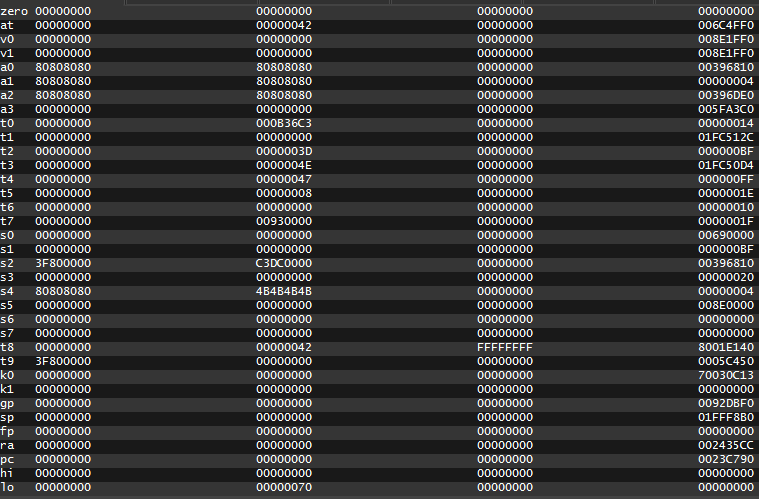 zero 00000000 00000000 00000000 00000000
at 00000000 00000042 00000000 006C4FF0
v0 00000000 00000000 00000000 008E1FF0
v1 00000000 00000000 00000000 008E1FF0
a0 80808080 80808080 00000000 00396810
a1 80808080 80808080 00000000 00000004
a2 80808080 80808080 00000000 00396DE0
a3 00000000 00000000 00000000 005FA3C0
t0 00000000 000B36C3 00000000 00000014
t1 00000000 00000000 00000000 01FC512C
t2 00000000 0000003D 00000000 000000BF
t3 00000000 0000004E 00000000 01FC50D4
t4 00000000 00000047 00000000 000000FF
t5 00000000 00000008 00000000 0000001E
t6 00000000 00000000 00000000 00000010
t7 00000000 00930000 00000000 0000001F
s0 00000000 00000000 00000000 00690000
s1 00000000 00000000 00000000 000000BF
s2 3F800000 C3DC0000 00000000 00396810
s3 00000000 00000000 00000000 00000020
s4 80808080 4B4B4B4B 00000000 00000004
s5 00000000 00000000 00000000 008E0000
s6 00000000 00000000 00000000 00000000
s7 00000000 00000000 00000000 00000000
t8 00000000 00000042 FFFFFFFF 8001E140
t9 3F800000 00000000 00000000 0005C450
k0 00000000 00000000 00000000 70030C13
k1 00000000 00000000 00000000 00000000
gp 00000000 00000000 00000000 0092DBF0
sp 00000000 00000000 00000000 01FFF8B0
fp 00000000 00000000 00000000 00000000
ra 00000000 00000000 00000000 002435CC
pc 00000000 00000000 00000000 0023C790
hi 00000000 00000000 00000000 00000000
lo 00000000 00000070 00000000 00000000